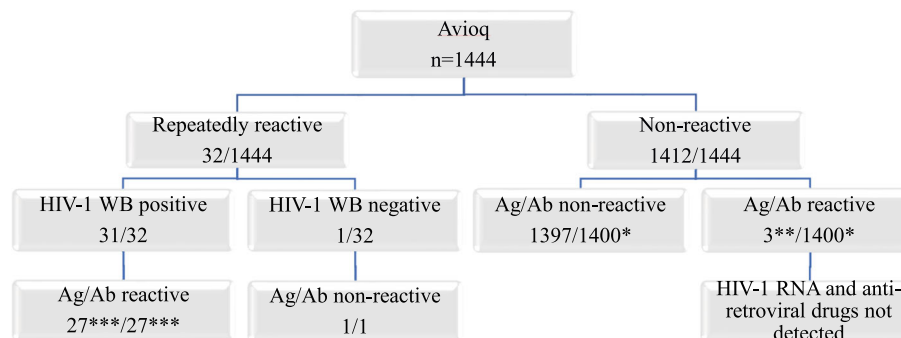 Avioq
n=1444
Repeatedly reactive
32/1444
Non-reactive
1412/1444
HIV-1 WB positive
31/32
HIV-1 WB negative
1/32
Ag/Ab non-reactive
1397/1400*
Ag/Ab reactive
3**/1400*
Ag/Ab reactive
27***/27***
Ag/Ab non-reactive
1/1
HIV-1 RNA and anti-
retroviral drugs not
detected